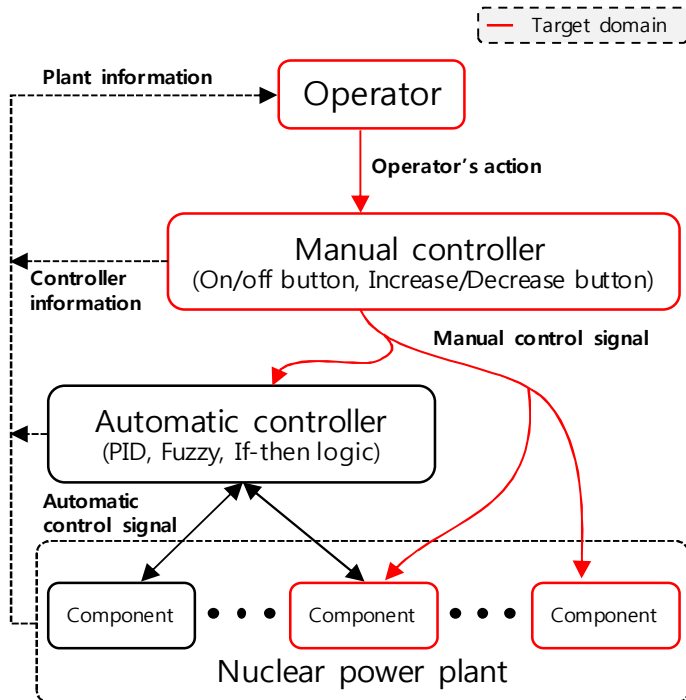 Target domain
Plant information
Operator
Operator's action
Manual controller
(On/off button, Increase/Decrease button)
Controller
information
Manual control signal
Automatic controller
(PID, Fuzzy, If-then logic)
Automatic
control signal
Component
Component
Component
Nuclear power plant